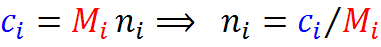 cᵢ = Mᵢ nᵢ ⟹ nᵢ = cᵢ/Mᵢ